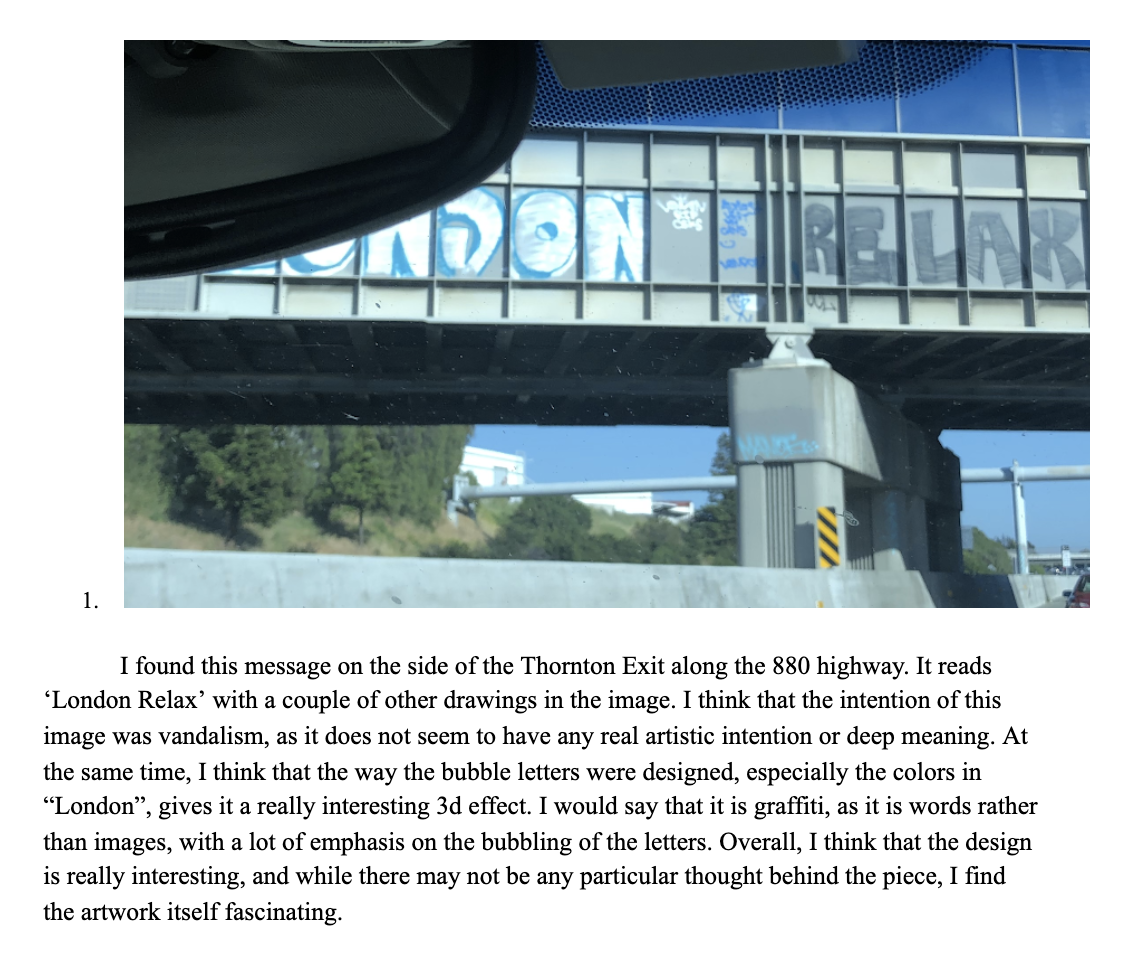 LONDON
RELAX
1.
I found this message on the side of the Thornton Exit along the 880 highway. It reads
‘London Relax’ with a couple of other drawings in the image. I think that the intention of this
image was vandalism, as it does not seem to have any real artistic intention or deep meaning. At
the same time, I think that the way the bubble letters were designed, especially the colors in
“London”, gives it a really interesting 3d effect. I would say that it is graffiti, as it is words rather
than images, with a lot of emphasis on the bubbling of the letters. Overall, I think that the design
is really interesting, and while there may not be any particular thought behind the piece, I find
the artwork itself fascinating.